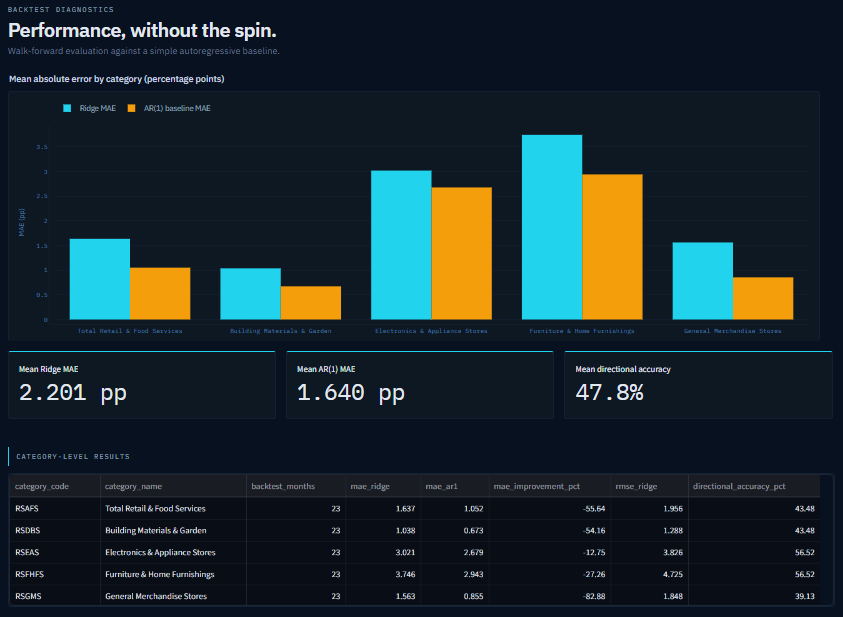 BACKTEST DIAGNOSTICS
Performance, without the spin.
Walk-forward evaluation against a simple autoregressive baseline.
Mean absolute error by category (percentage points)
Ridge MAE AR(1) baseline MAE
3.5
3
2.5
2
1.5
1
0.5
0
MAE (pp)
Total Retail & Food Services Building Materials & Garden Electronics & Appliance Stores Furniture & Home Furnishings General Merchandise Stores
Mean Ridge MAE
2.201 pp
Mean AR(1) MAE
1.640 pp
Mean directional accuracy
47.8%
CATEGORY-LEVEL RESULTS
category_code category_name backtest_months mae_ridge mae_ar1 mae_improvement_pct rmse_ridge directional_accuracy_pct
RSAFS Total Retail & Food Services 23 1.637 1.052 -55.64 1.956 43.48
RSDBS Building Materials & Garden 23 1.038 0.673 -54.16 1.288 43.48
RSEAS Electronics & Appliance Stores 23 3.021 2.679 -12.75 3.826 56.52
RSFHFS Furniture & Home Furnishings 23 3.746 2.943 -27.26 4.725 56.52
RSGMS General Merchandise Stores 23 1.563 0.855 -82.88 1.848 39.13